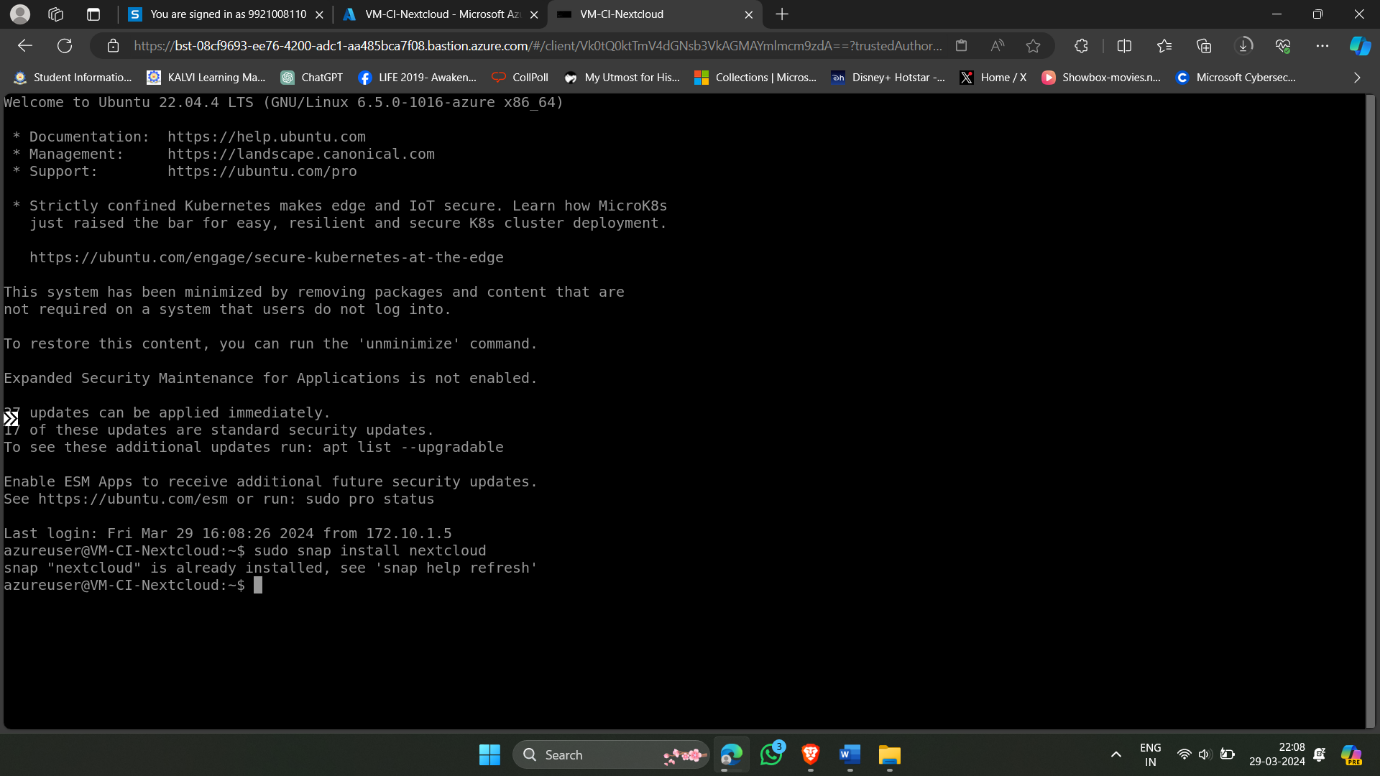 You are signed in as 9921008110
VM-CI-Nextcloud - Microsoft Az
VM-CI-Nextcloud
https://bst-08cf9693-ee76-4200-adc1-aa485bca7f08.bastion.azure.com/#/client/Vk0tQ0ktTmV4dGNsb3VkAGMAYmlmcm9zdA==?trustedAuthor...
Student Informatio... KALVI Learning Ma... ChatGPT LIFE 2019- Awaken... CollPoll My Utmost for His... Collections | Micros... Disney+ Hotstar -... Home / X Showbox-movies.n... Microsoft Cybersec...
Welcome to Ubuntu 22.04.4 LTS (GNU/Linux 6.5.0-1016-azure x86_64)
* Documentation: https://help.ubuntu.com
* Management: https://landscape.canonical.com
* Support: https://ubuntu.com/pro
* Strictly confined Kubernetes makes edge and IoT secure. Learn how MicroK8s
just raised the bar for easy, resilient and secure K8s cluster deployment.
https://ubuntu.com/engage/secure-kubernetes-at-the-edge
This system has been minimized by removing packages and content that are
not required on a system that users do not log into.
To restore this content, you can run the 'unminimize' command.
Expanded Security Maintenance for Applications is not enabled.
updates can be applied immediately.
17 of these updates are standard security updates.
To see these additional updates run: apt list --upgradable
Enable ESM Apps to receive additional future security updates.
See https://ubuntu.com/esm or run: sudo pro status
Last login: Fri Mar 29 16:08:26 2024 from 172.10.1.5
azureuser@VM-CI-Nextcloud:~$ sudo snap install nextcloud
snap "nextcloud" is already installed, see 'snap help refresh'
azureuser@VM-CI-Nextcloud:~$
Search
3
ENG
IN
22:08
29-03-2024
PRE